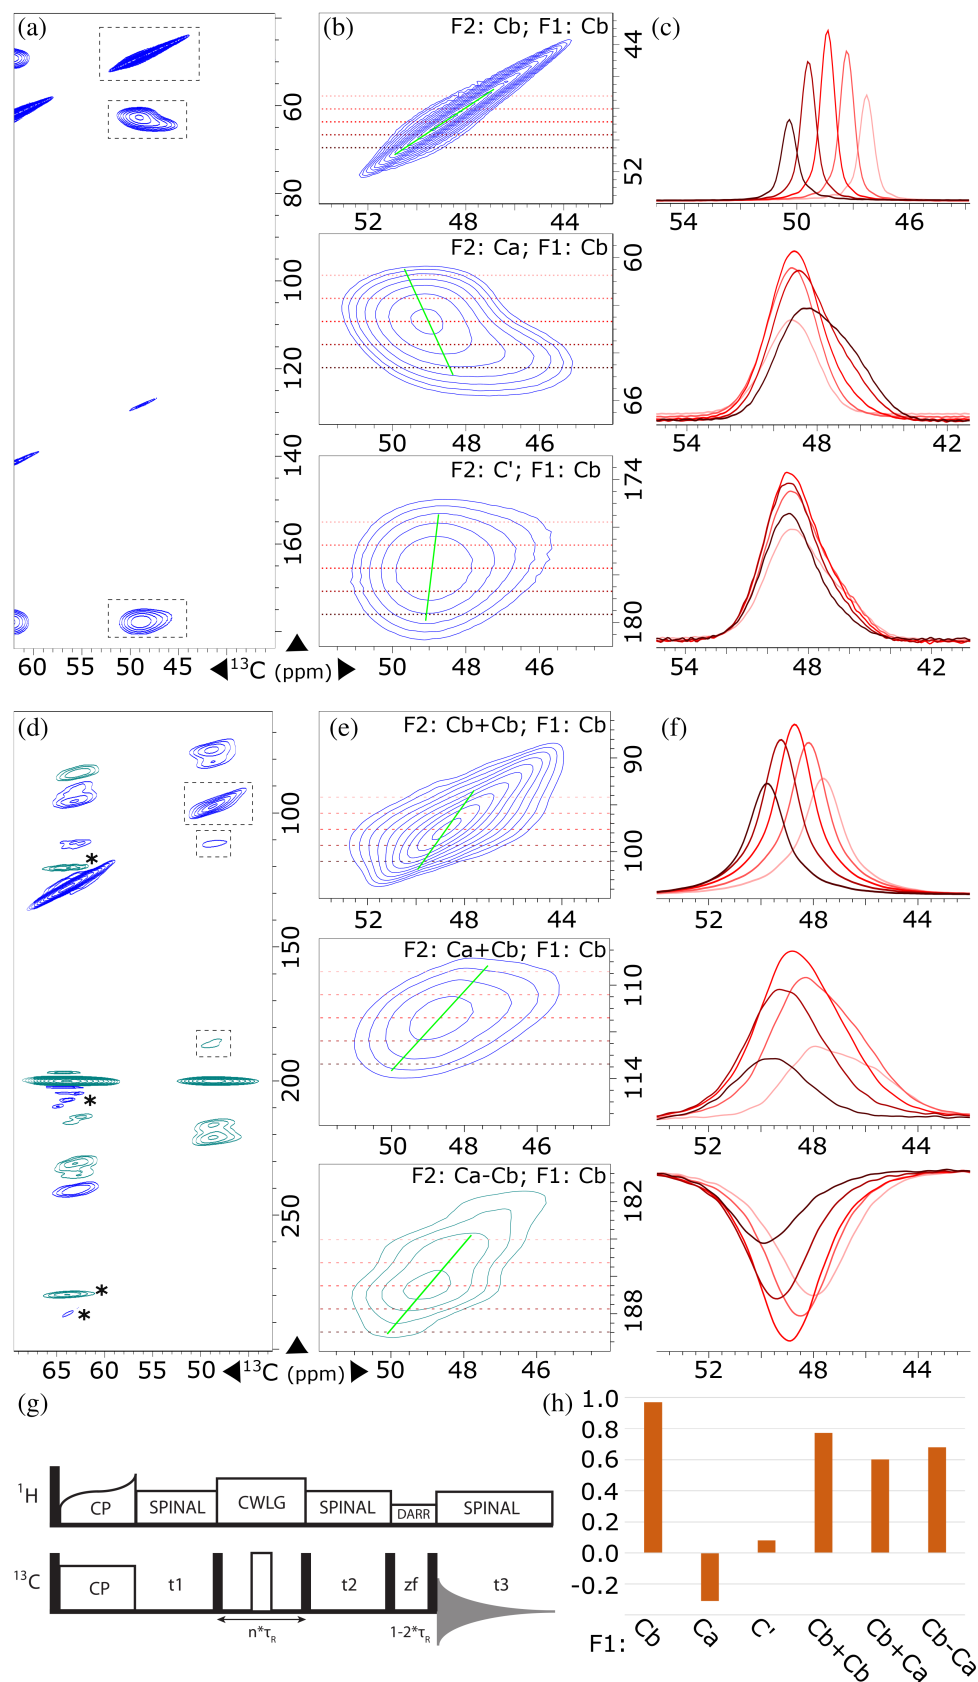 (a)
60
80
100
120
140
160
60 55 50 45
13C (ppm)
(b)
F2: Cb; F1: Cb
44
52
52 48 44
F2: Ca; F1: Cb
60
66
50 48 46
F2: C'; F1: Cb
174
180
50 48 46
(c)
54 50 46
54 48 42
54 48 42
(d)
100
150
200
250
*
*
*
*
65 60 55 50
13C (ppm)
(e)
F2: Cb+Cb; F1: Cb
90
100
52 48 44
F2: Ca+Cb; F1: Cb
110
114
50 48 46
F2: Ca-Cb; F1: Cb
182
188
50 48 46
(f)
52 48 44
52 48 44
52 48 44
(g)
1H
CP SPINAL CWLG SPINAL DARR SPINAL
13C
CP t1 t2 zf t3
n*τR 1-2*τR
(h)
1.0
0.8
0.6
0.4
0.2
0.0
-0.2
F1: Cb Ca C' Cb+Cb Cb+Ca Cb-Ca